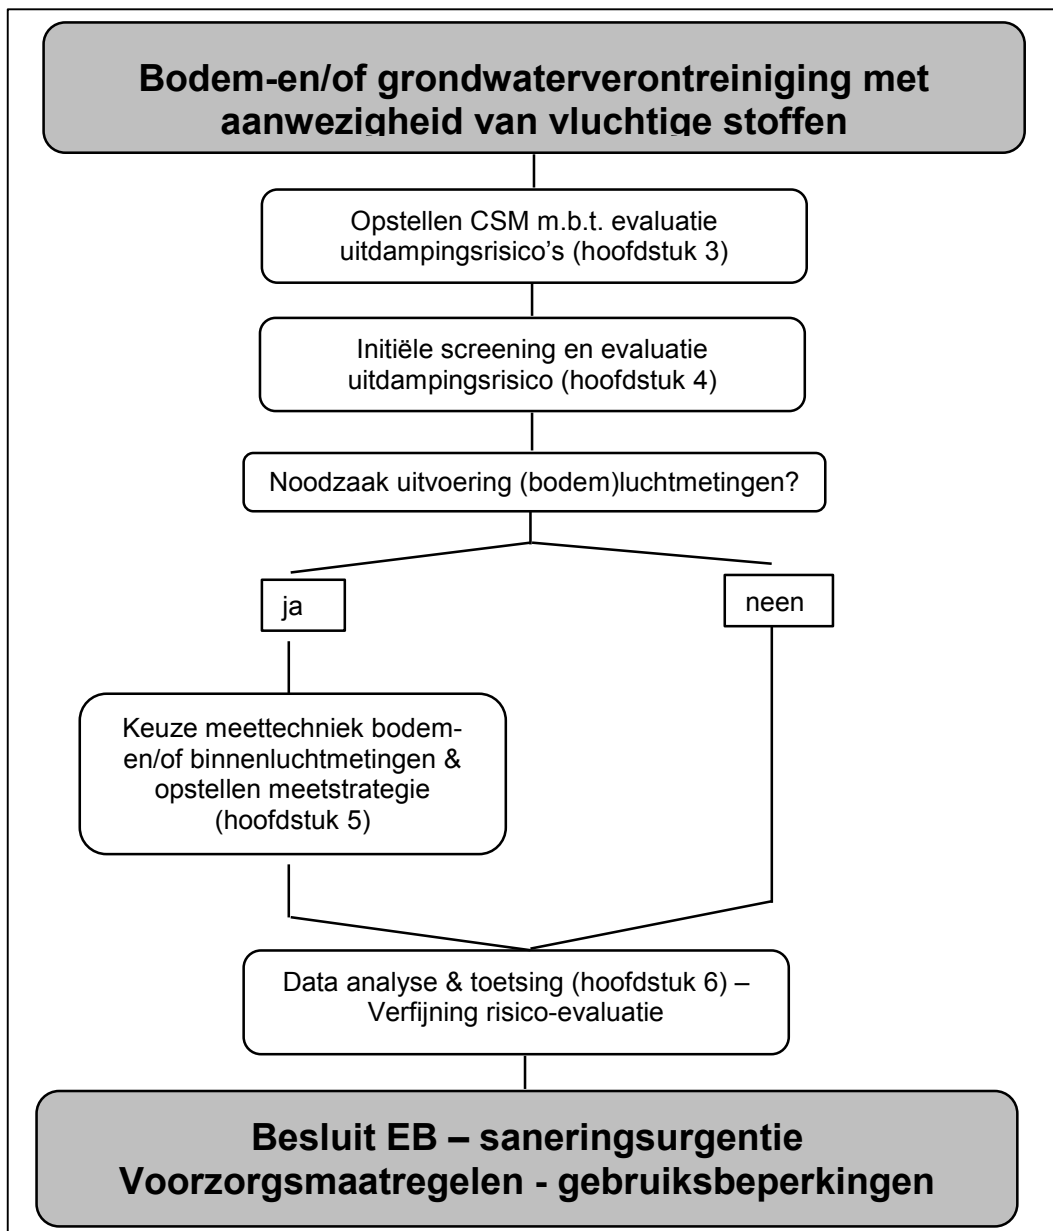 Bodem-en/of grondwaterverontreiniging met
aanwezigheid van vluchtige stoffen
Opstellen CSM m.b.t. evaluatie
uitdampingsrisico's (hoofdstuk 3)
Initiële screening en evaluatie
uitdampingsrisico (hoofdstuk 4)
Noodzaak uitvoering (bodem)luchtmetingen?
ja
neen
Keuze meettechniek bodem-
en/of binnenluchtmetingen &
opstellen meetstrategie
(hoofdstuk 5)
Data analyse & toetsing (hoofdstuk 6) –
Verfijning risico-evaluatie
Besluit EB – saneringsurgentie
Voorzorgsmaatregelen - gebruiksbeperkingen